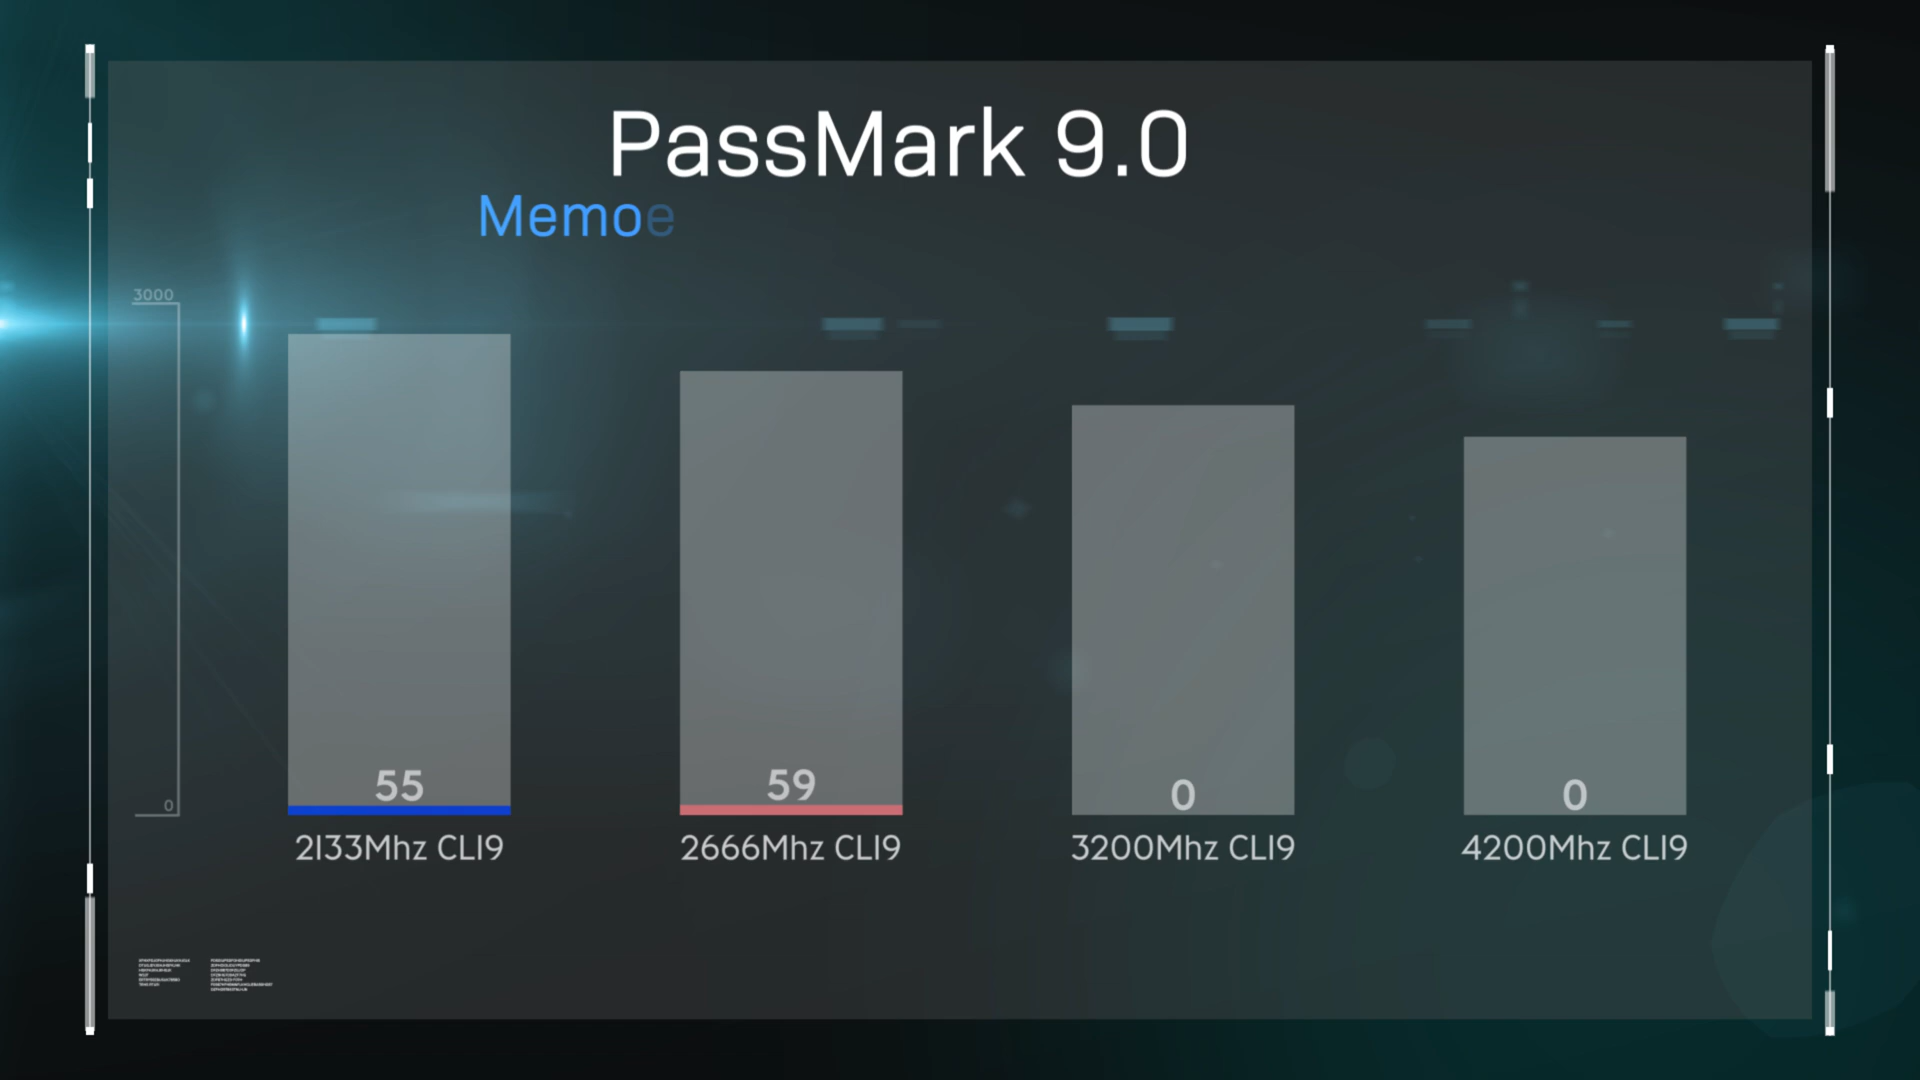 PassMark 9.0
Memoe
3000
55
59
0
0
0
2133Mhz CL19
2666Mhz CL19
3200Mhz CL19
4200Mhz CL19